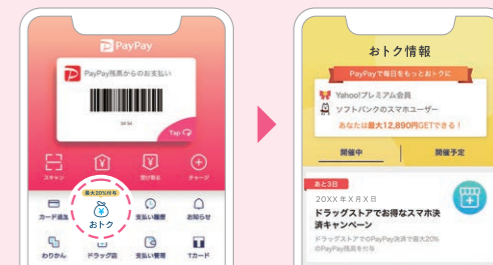 PayPay
PayPay残高からのお支払い
Tap
スキャン
受け取る
チャージ
最大20%付与
カード追加
おトク
支払い履歴
お知らせ
わりかん
ドラッグ店
支払い管理
Tカード
おトク情報
PayPayで毎日をもっとおトクに
Yahoo!プレミアム会員
ソフトバンクのスマホユーザー
あなたは最大12,890円GETできる!
開催中
開催予定
あと3日
20XX年X月X日
ドラッグストアでお得なスマホ決
済キャンペーン
ドラッグストアでのPayPay決済で最大20%
のPayPay残高を付与